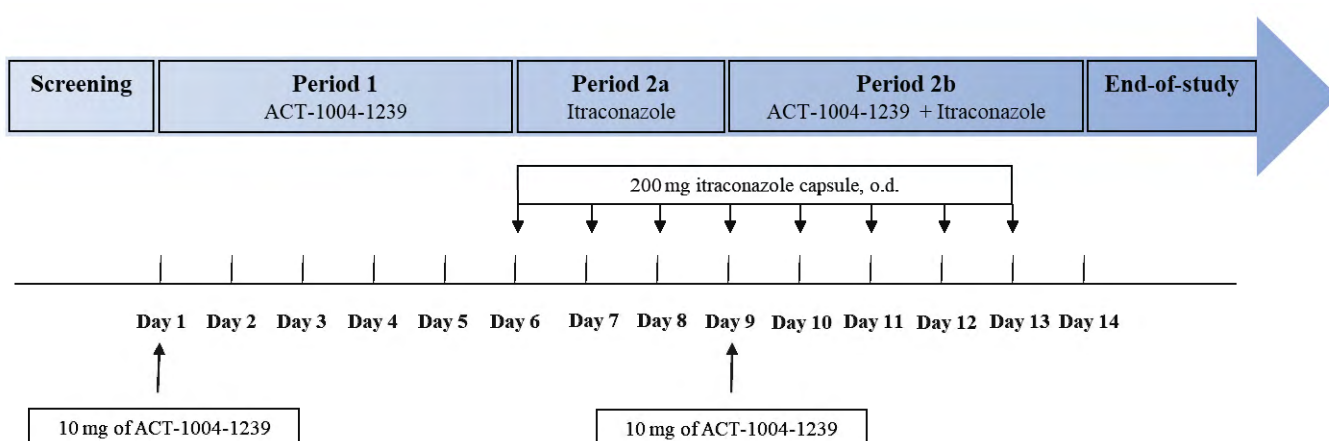 Screening
Period 1
ACT-1004-1239
Period 2a
Itraconazole
Period 2b
ACT-1004-1239 + Itraconazole
End-of-study
200 mg itraconazole capsule, o.d.
Day 1 Day 2 Day 3 Day 4 Day 5 Day 6 Day 7 Day 8 Day 9 Day 10 Day 11 Day 12 Day 13 Day 14
10 mg of ACT-1004-1239
10 mg of ACT-1004-1239